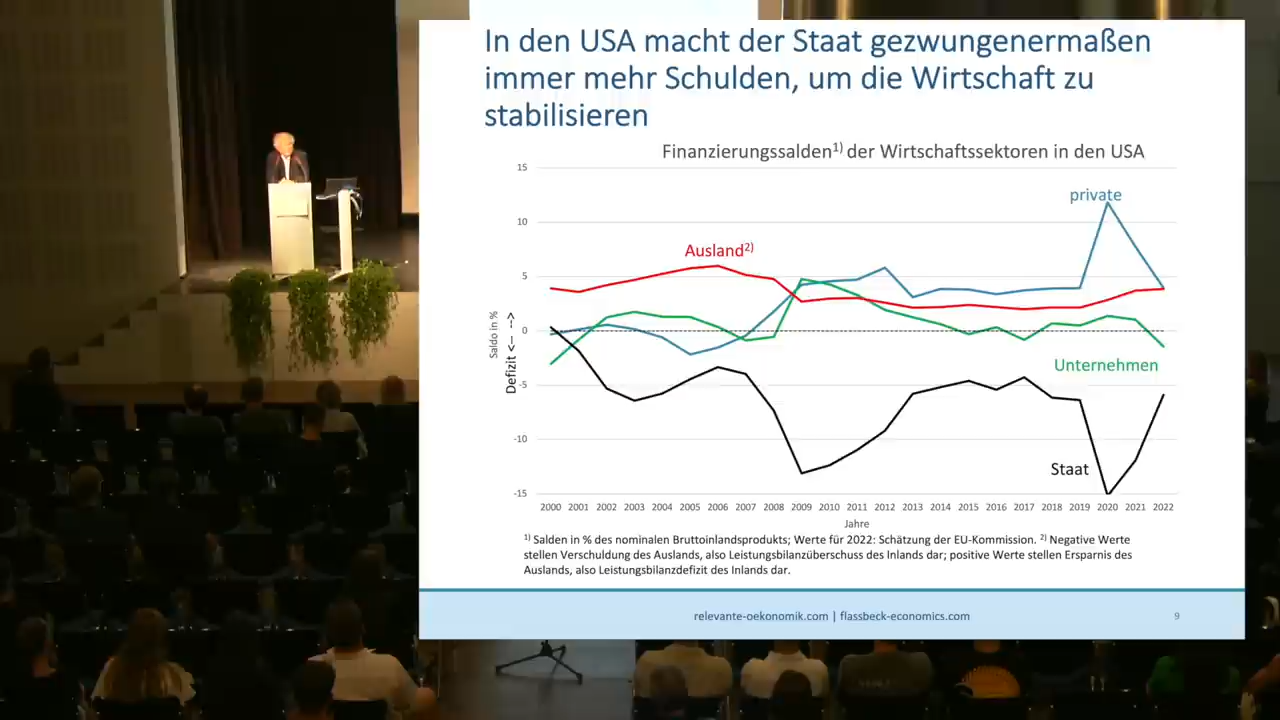 In den USA macht der Staat gezwungenermaßen
immer mehr Schulden, um die Wirtschaft zu
stabilisieren
Finanzierungssalden1) der Wirtschaftssektoren in den USA
15
10
5
0
-5
-10
-15
Saldo in %
Defizit <— —>
private
Ausland2)
Unternehmen
Staat
2000 2001 2002 2003 2004 2005 2006 2007 2008 2009 2010 2011 2012 2013 2014 2015 2016 2017 2018 2019 2020 2021 2022
Jahre
1) Salden in % des nominalen Bruttoinlandsprodukts; Werte für 2022: Schätzung der EU-Kommission. 2) Negative Werte
stellen Verschuldung des Auslands, also Leistungsbilanzüberschuss des Inlands dar; positive Werte stellen Ersparnis des
Auslands, also Leistungsbilanzdefizit des Inlands dar.
relevante-oekonomik.com | flassbeck-economics.com
9